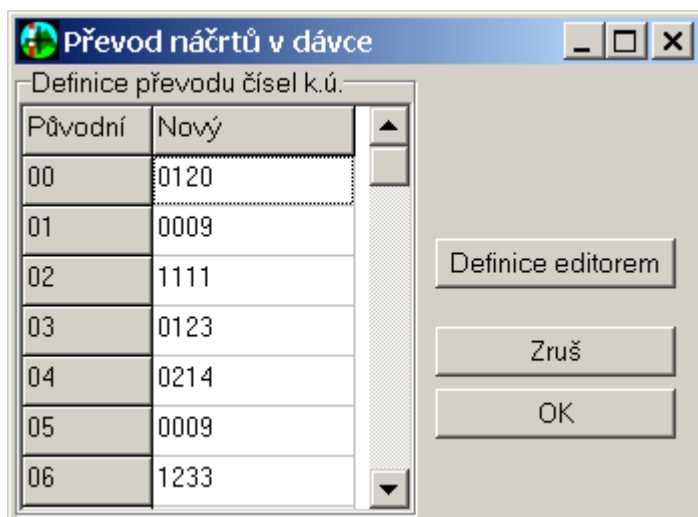 Převod náčrtů v dávce
Definice převodu čísel k.ú.
Původní Nový
00 0120
01 0009
02 1111
03 0123
04 0214
05 0009
06 1233
Definice editorem
Zruš
OK